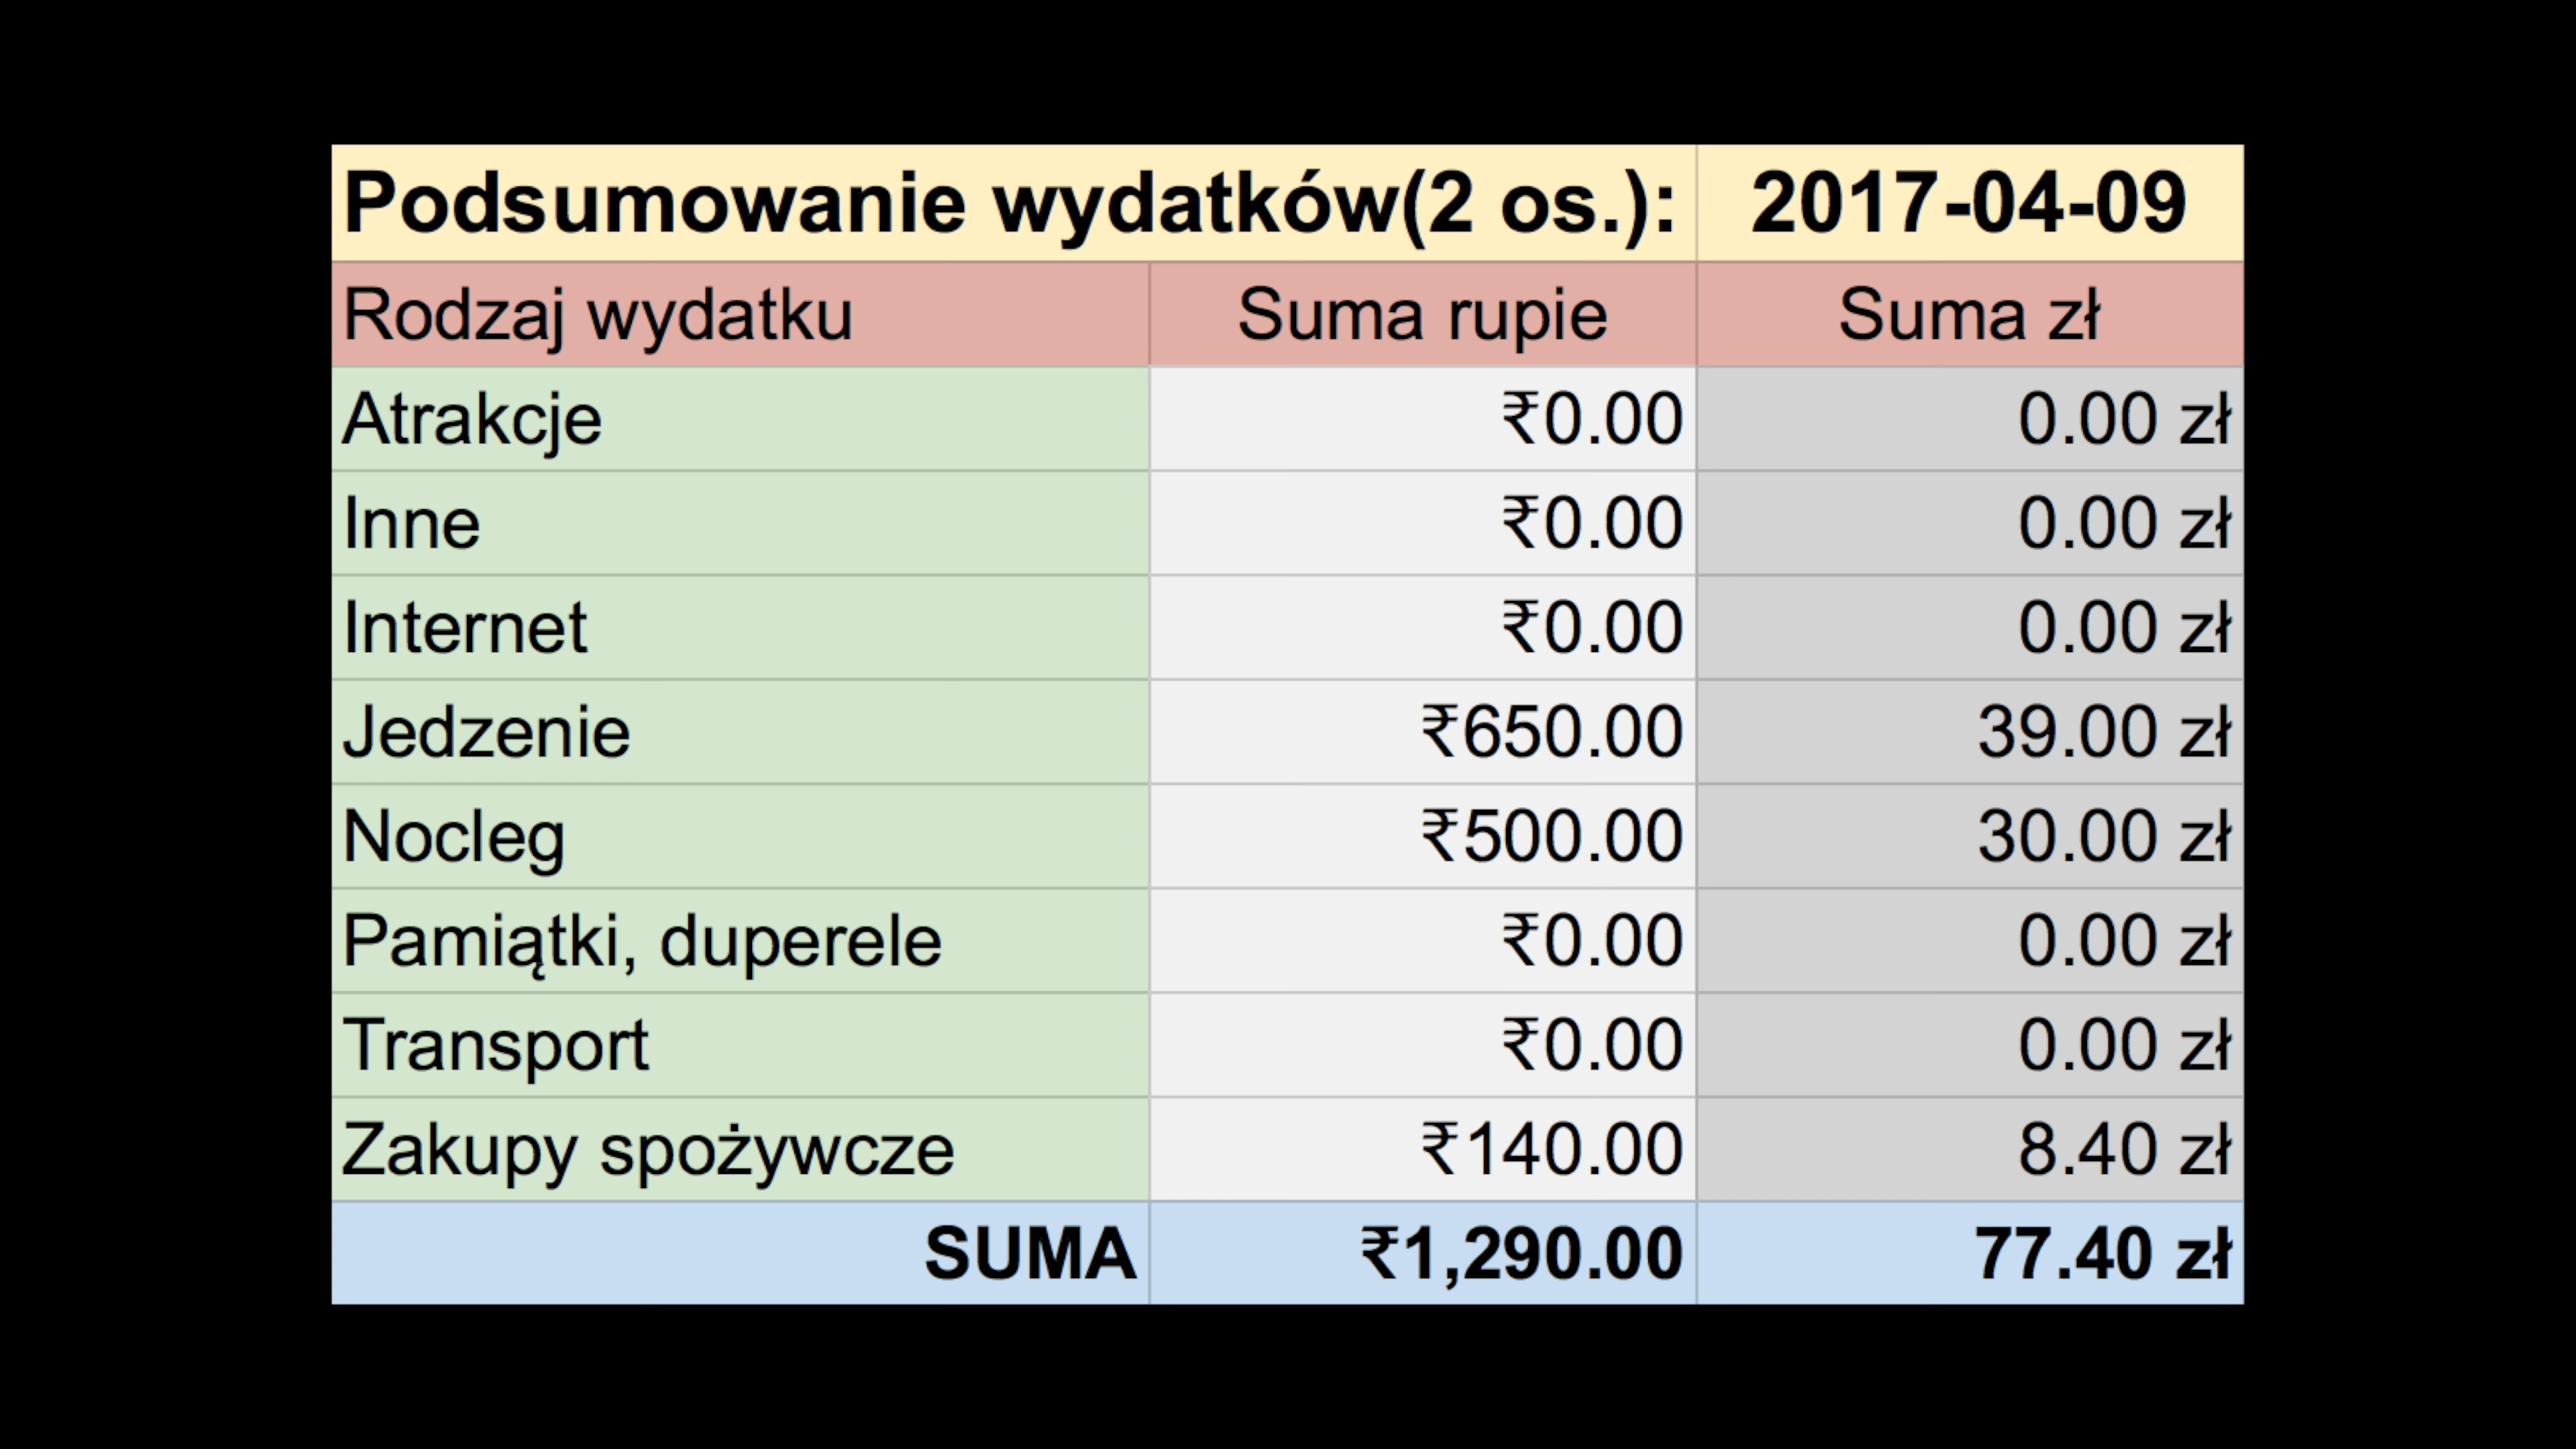 Podsumowanie wydatków(2 os.): 2017-04-09
Rodzaj wydatku Suma rupie Suma zł
Atrakcje ₹0.00 0.00 zł
Inne ₹0.00 0.00 zł
Internet ₹0.00 0.00 zł
Jedzenie ₹650.00 39.00 zł
Nocleg ₹500.00 30.00 zł
Pamiątki, duperele ₹0.00 0.00 zł
Transport ₹0.00 0.00 zł
Zakupy spożywcze ₹140.00 8.40 zł
SUMA ₹1,290.00 77.40 zł